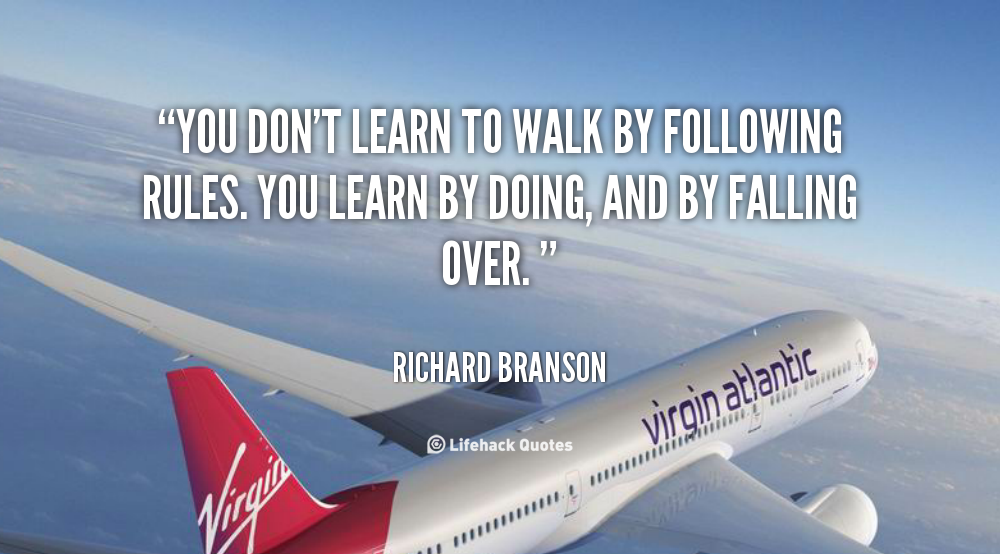 “YOU DON’T LEARN TO WALK BY FOLLOWING
RULES. YOU LEARN BY DOING, AND BY FALLING
OVER. ”
RICHARD BRANSON
virgin atlantic
Lifehack Quotes
Virgin